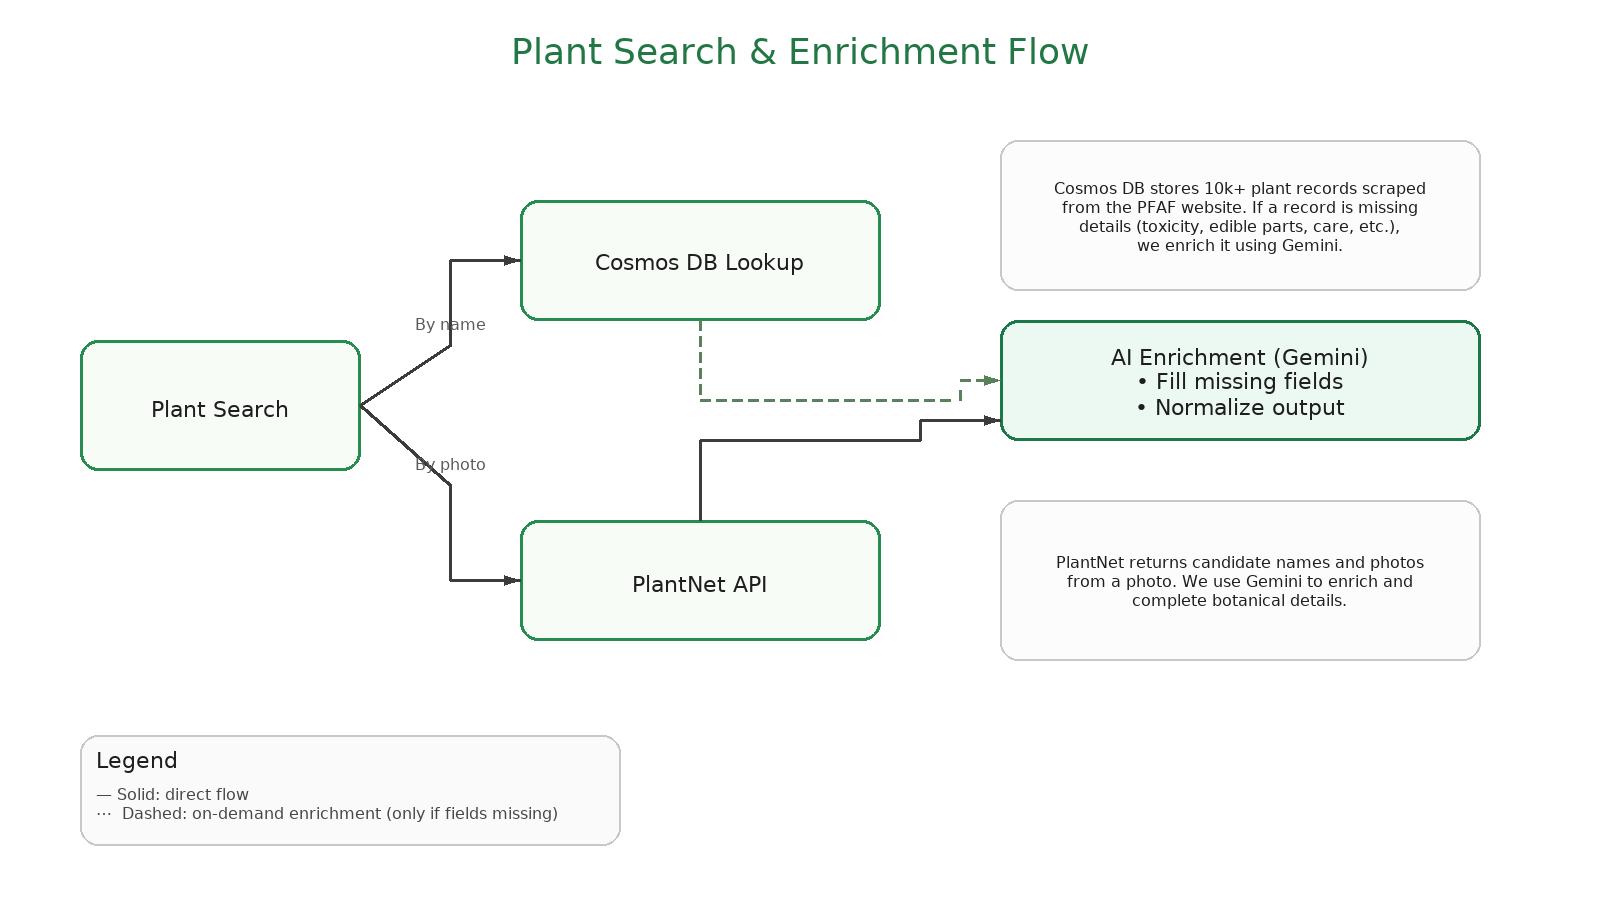 Plant Search & Enrichment Flow
Cosmos DB stores 10k+ plant records scraped
from the PFAF website. If a record is missing
details (toxicity, edible parts, care, etc.),
we enrich it using Gemini.
Cosmos DB Lookup
By name
AI Enrichment (Gemini)
• Fill missing fields
• Normalize output
Plant Search
By photo
PlantNet API
PlantNet returns candidate names and photos
from a photo. We use Gemini to enrich and
complete botanical details.
Legend
— Solid: direct flow
⋯ Dashed: on-demand enrichment (only if fields missing)